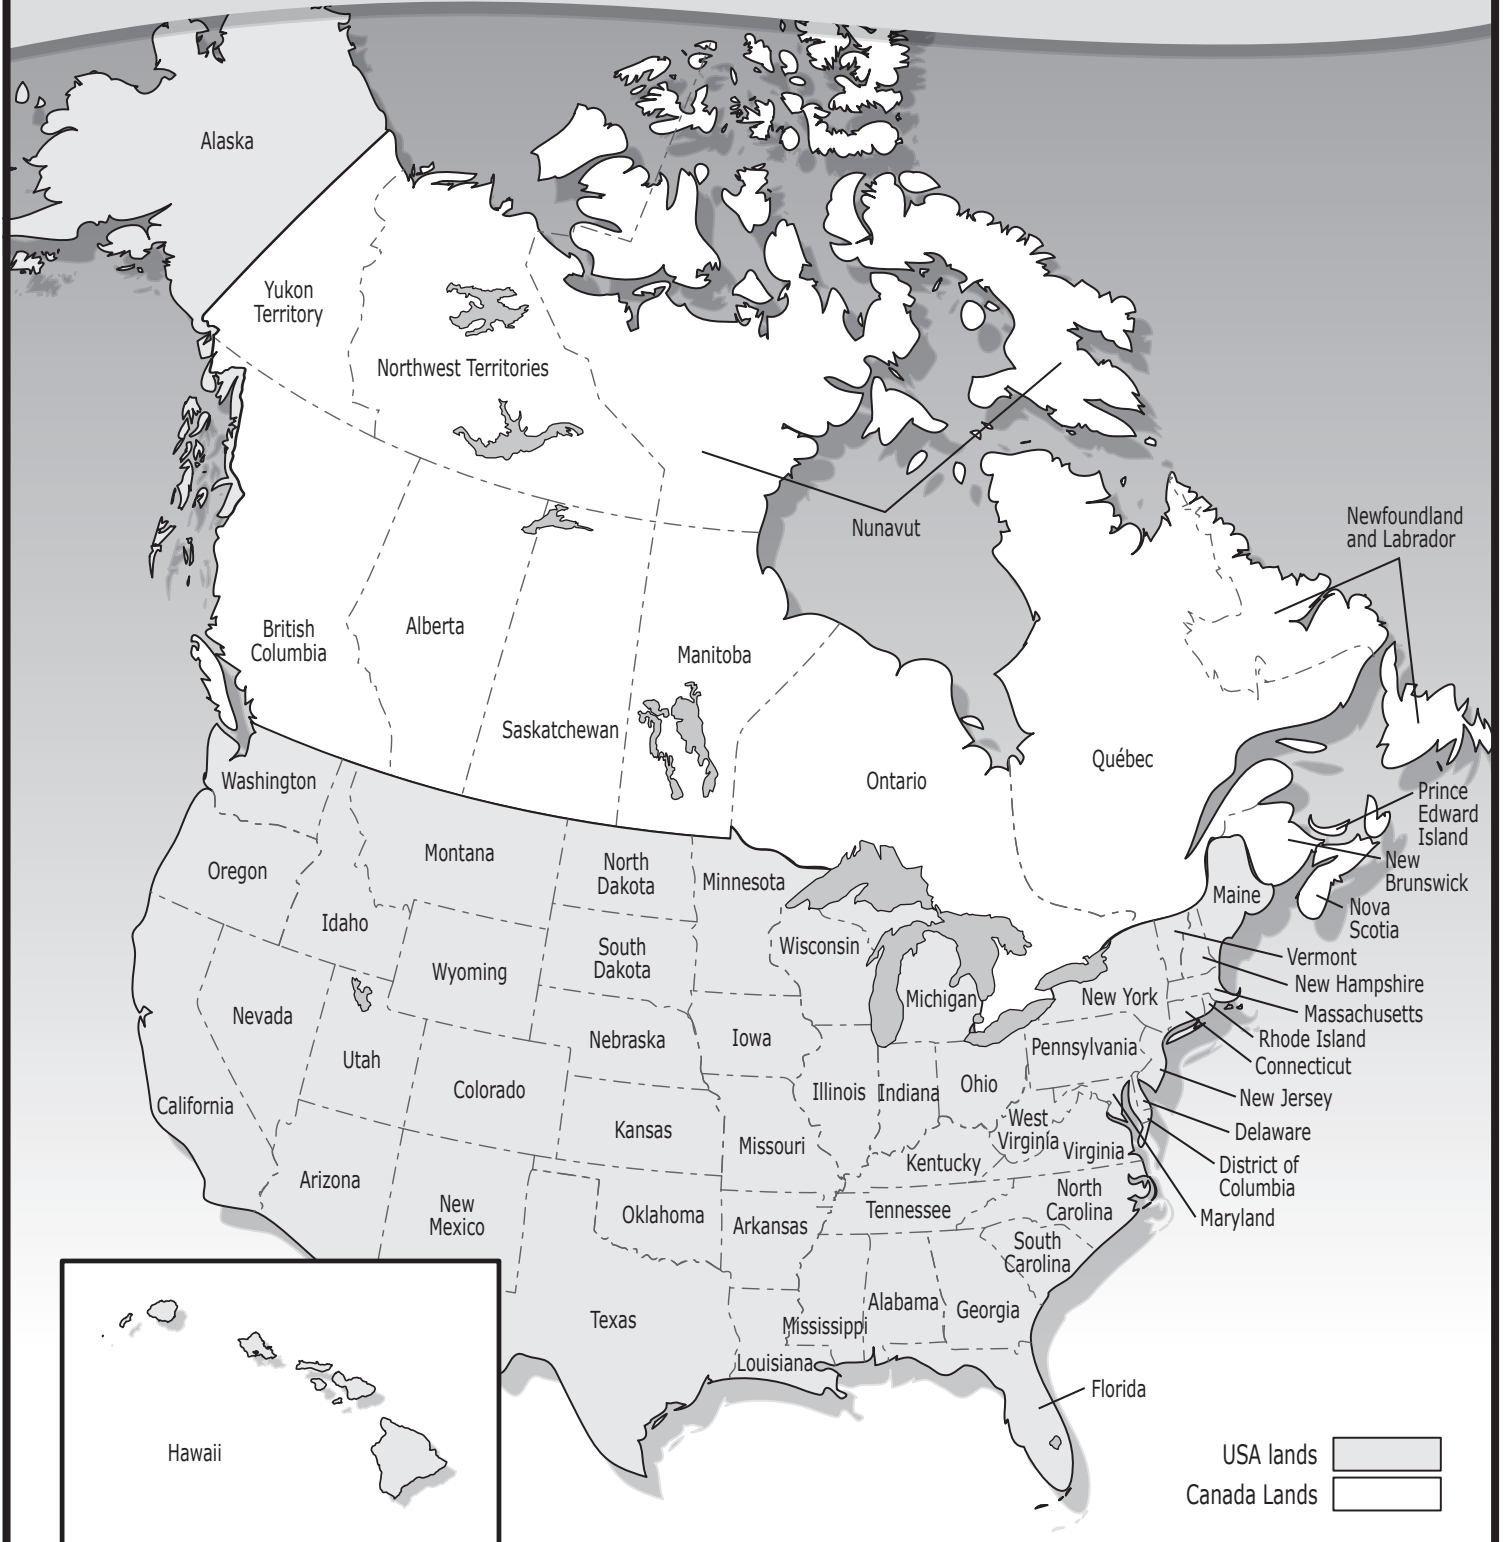 Alaska
Yukon
Territory
Northwest Territories
Nunavut
Newfoundland
and Labrador
British
Columbia
Alberta
Manitoba
Saskatchewan
Ontario
Québec
Prince
Edward
Island
New
Brunswick
Nova
Scotia
Washington
Oregon
Montana
North
Dakota
Minnesota
Maine
Idaho
Wyoming
South
Dakota
Wisconsin
Vermont
New Hampshire
Massachusetts
Rhode Island
Connecticut
Michigan
New York
Nevada
Utah
Nebraska
Iowa
Pennsylvania
New Jersey
California
Colorado
Illinois
Indiana
Ohio
Delaware
District of
Columbia
Maryland
Kansas
Missouri
West
Virginia
Virginia
Kentucky
Arizona
New
Mexico
Oklahoma
Arkansas
Tennessee
North
Carolina
South
Carolina
Texas
Mississippi
Alabama
Georgia
Louisiana
Florida
Hawaii
USA lands
Canada Lands